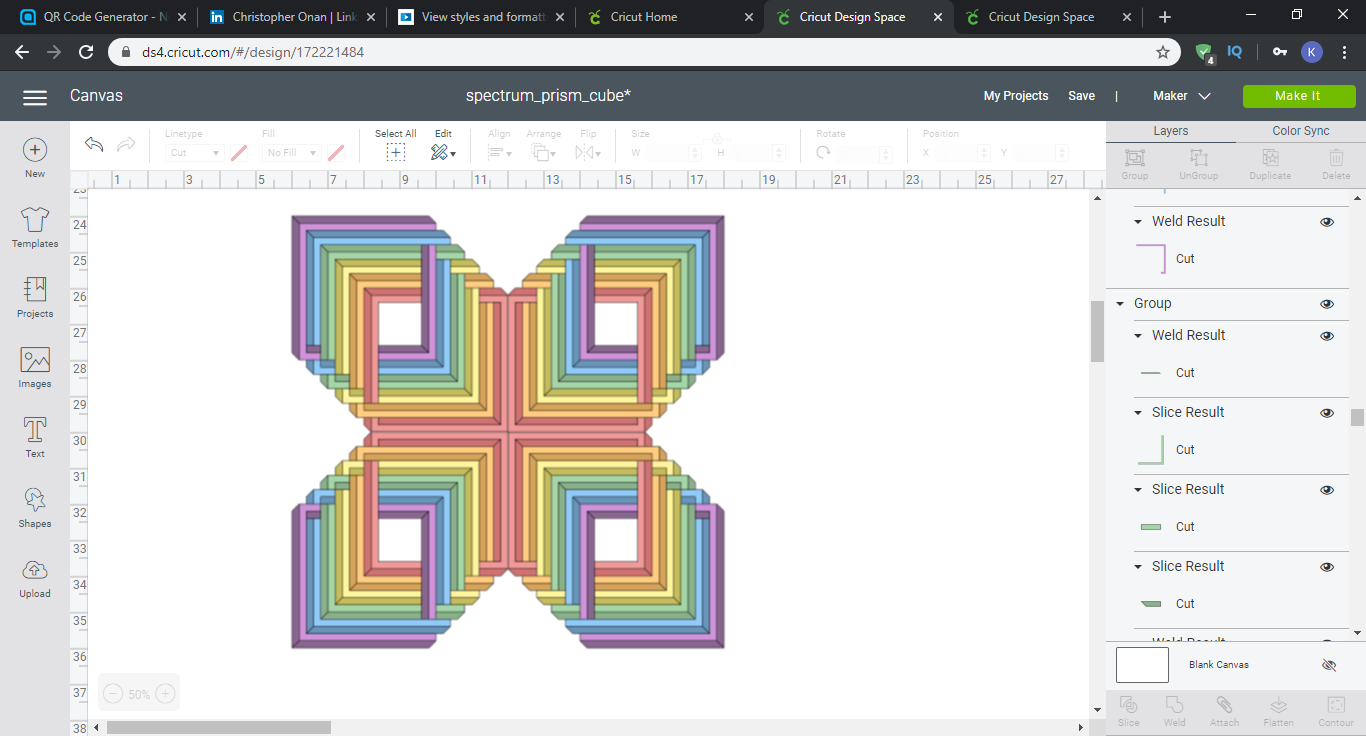 QR Code Generator - N
Christopher Onan | Link
View styles and formatt
Cricut Home
Cricut Design Space
Cricut Design Space
ds4.cricut.com/#/design/172221484
4
IQ
K
Canvas
spectrum_prism_cube*
My Projects
Save
|
Maker
Make It
New
Templates
Projects
Images
Text
Shapes
Upload
Linetype
Cut
Fill
No Fill
Select All
Edit
Align
Arrange
Flip
Size
W
H
Rotate
Position
X
Y
1 3 5 7 9 11 13 15 17 19 21 23 25 27
23
24
25
26
27
28
29
30
31
32
33
34
35
36
37
38
50%
Layers
Color Sync
Group
UnGroup
Duplicate
Delete
Weld Result
Cut
Group
Weld Result
Cut
Slice Result
Cut
Slice Result
Cut
Slice Result
Cut
Weld Result
Blank Canvas
Slice
Weld
Attach
Flatten
Contour